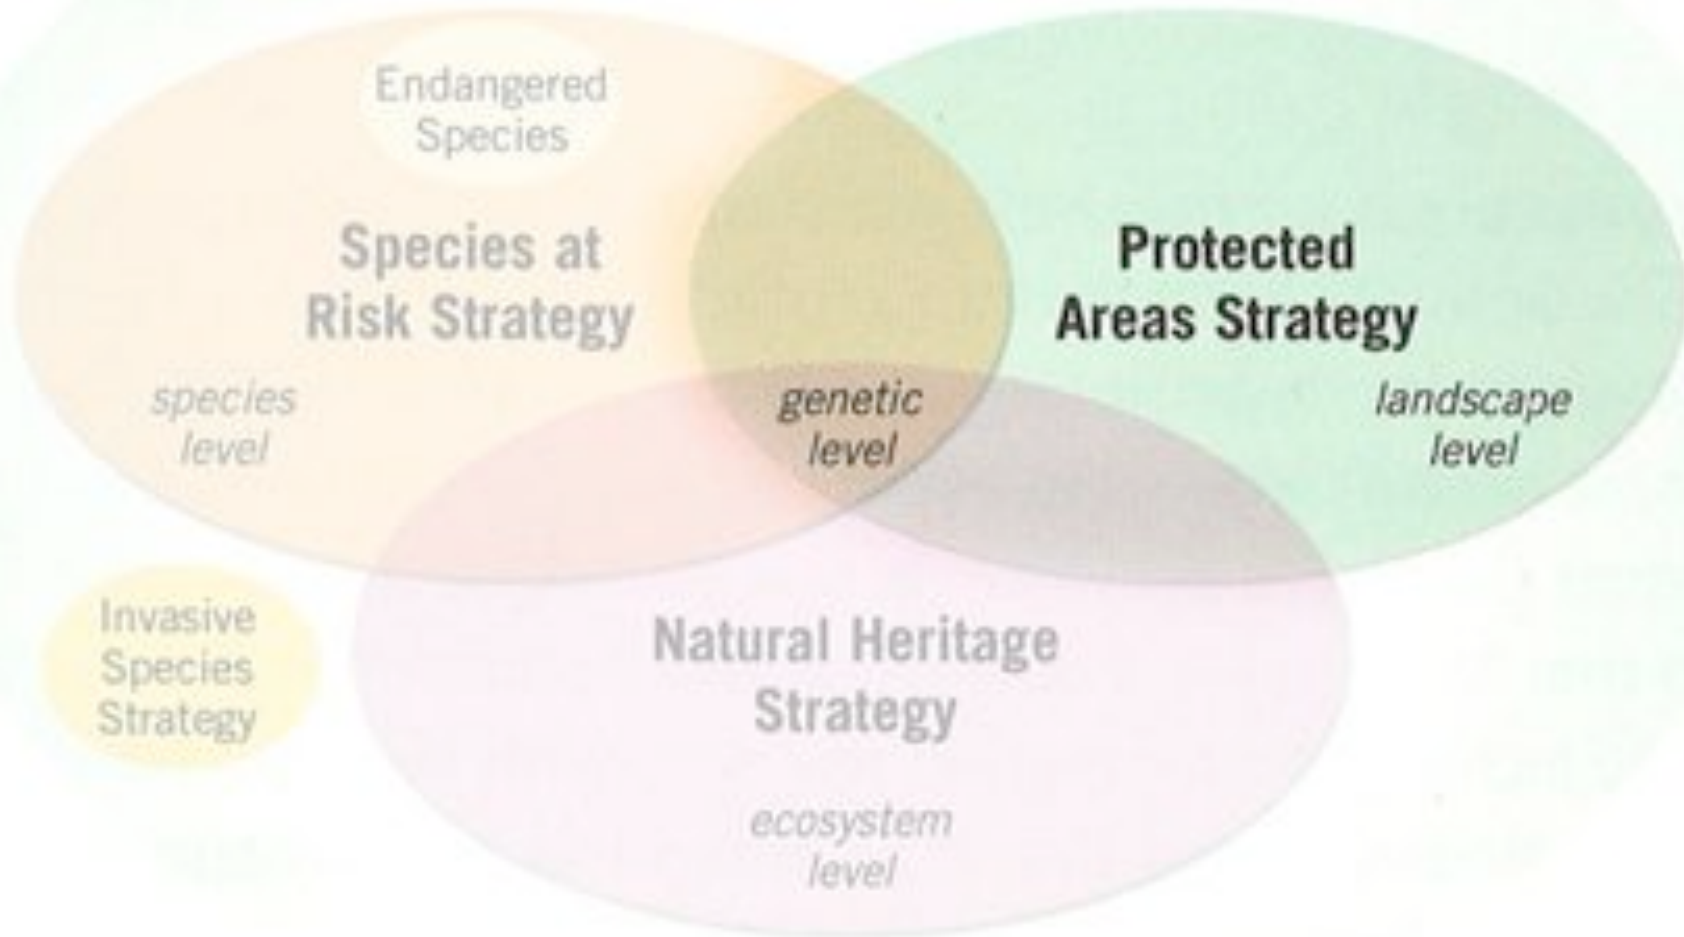 Endangered
Species
Species at
Risk Strategy
species
level
Protected
Areas Strategy
genetic
level
landscape
level
Invasive
Species
Strategy
Natural Heritage
Strategy
ecosystem
level